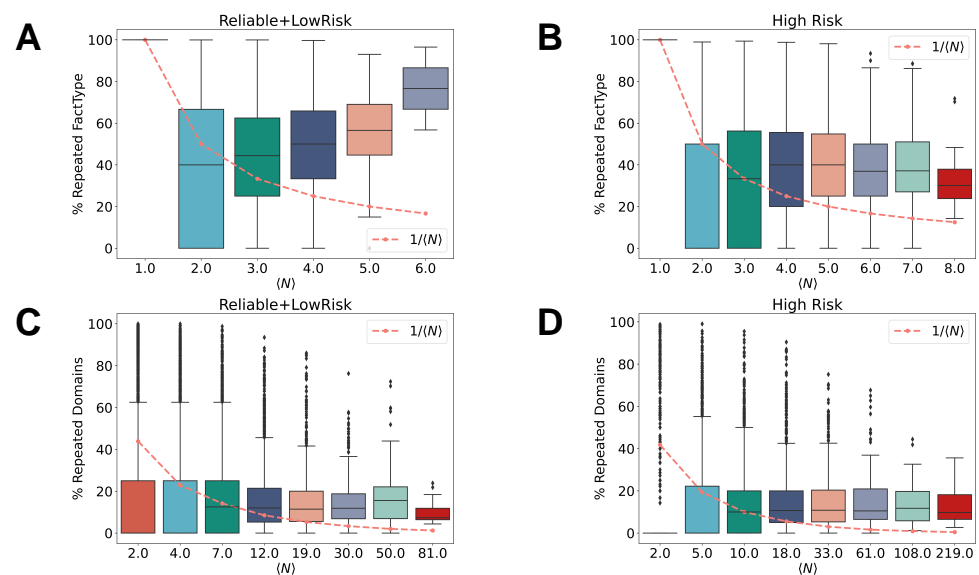 A
Reliable+LowRisk
% Repeated FactType
100
80
60
40
20
0
1/⟨N⟩
1.0 2.0 3.0 4.0 5.0 6.0
⟨N⟩
B
High Risk
% Repeated FactType
100
80
60
40
20
0
1/⟨N⟩
1.0 2.0 3.0 4.0 5.0 6.0 7.0 8.0
⟨N⟩
C
Reliable+LowRisk
% Repeated Domains
100
80
60
40
20
0
1/⟨N⟩
2.0 4.0 7.0 12.0 19.0 30.0 50.0 81.0
⟨N⟩
D
High Risk
% Repeated Domains
100
80
60
40
20
0
1/⟨N⟩
2.0 5.0 10.0 18.0 33.0 61.0 108.0 219.0
⟨N⟩